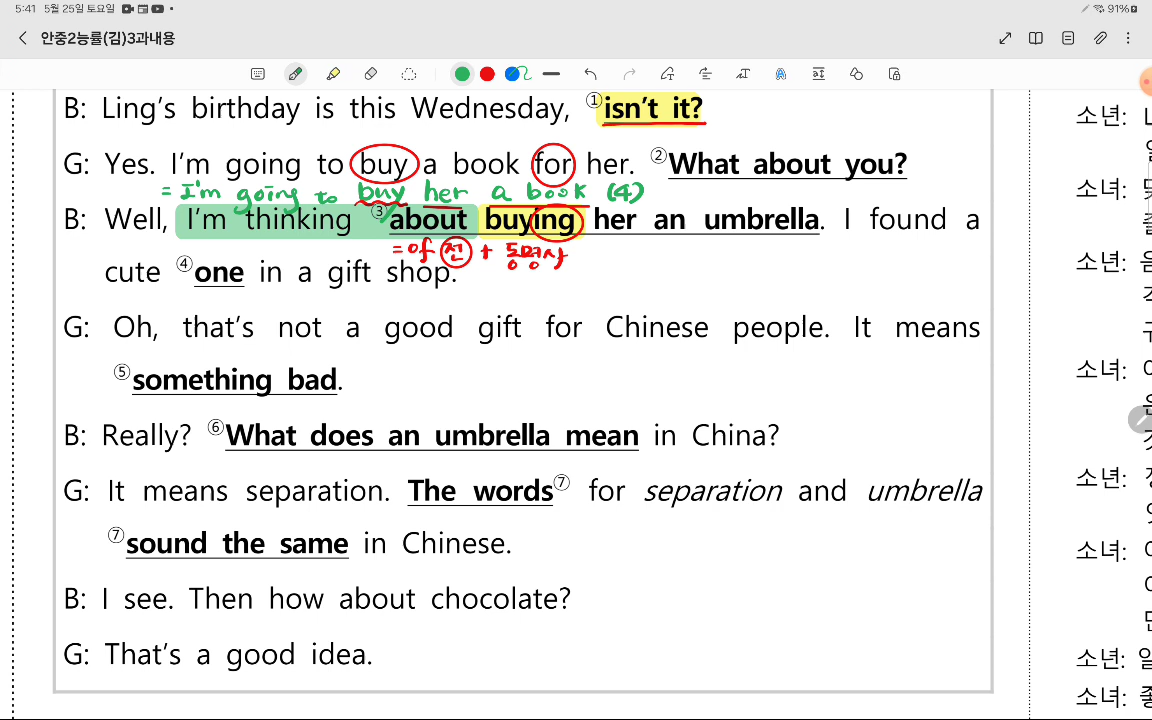 5:41 5월 25일 토요일 91%
안중2능률(김)3과내용
B: Ling's birthday is this Wednesday, ①isn't it?
G: Yes. I'm going to buy a book for her. ②What about you?
= I'm going to buy her a book (4)
B: Well, I'm thinking ③about buying her an umbrella. I found a
= of 전 + 동명사
cute ④one in a gift shop.
G: Oh, that's not a good gift for Chinese people. It means
⑤something bad.
B: Really? ⑥What does an umbrella mean in China?
G: It means separation. The words⑦ for separation and umbrella
⑦sound the same in Chinese.
B: I see. Then how about chocolate?
G: That's a good idea.
소년:
소녀:
소년:
소녀:
소년:
소녀:
소년: 일
소녀: 좋